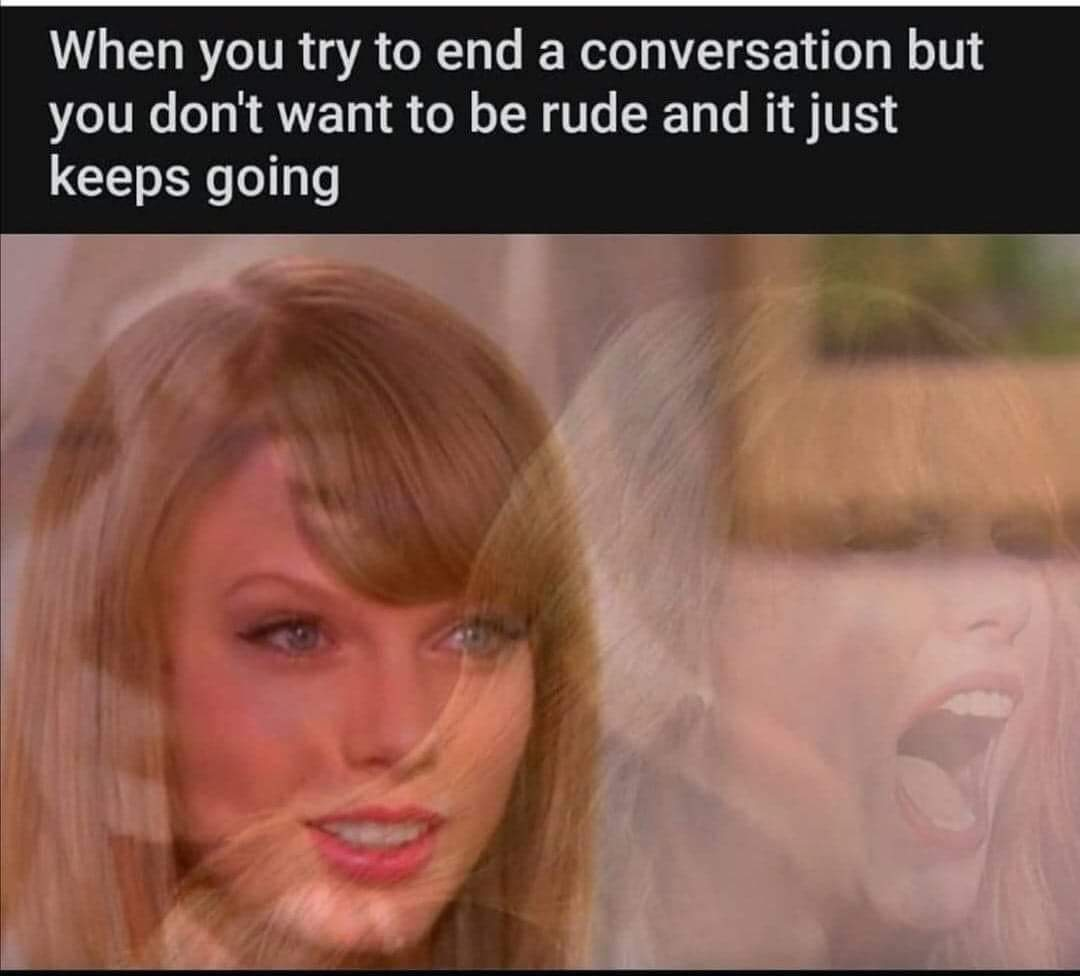 When you try to end a conversation but
you don't want to be rude and it just
keeps going